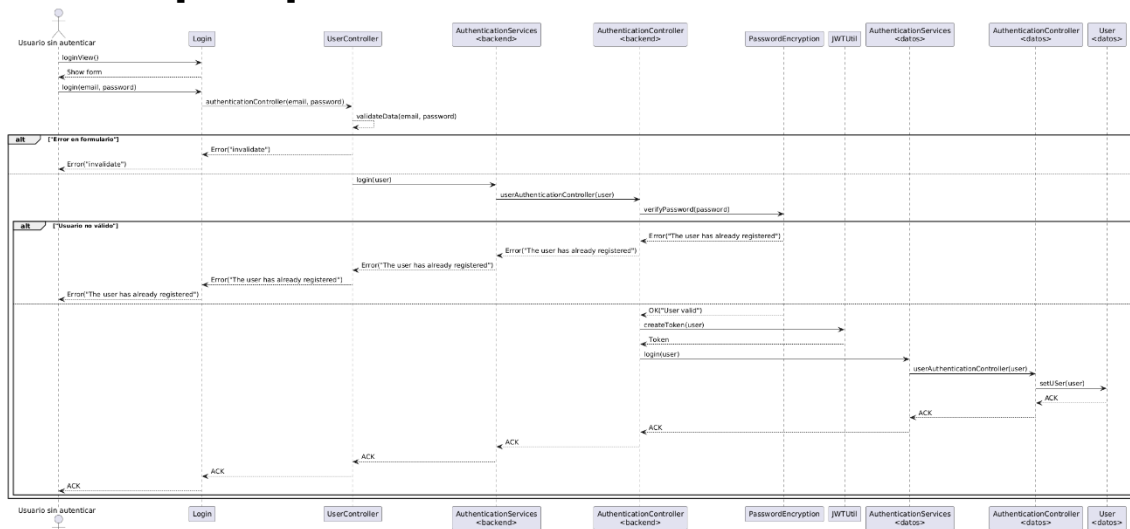 Usuario sin autenticar
Login
UserController
AuthenticationServices
<backend>
AuthenticationController
<backend>
PasswordEncryption
JWTUtil
AuthenticationServices
<datos>
AuthenticationController
<datos>
User
<datos>
loginView()
Show form
login(email, password)
authenticationController(email, password)
validateData(email, password)
alt ["Error en formulario"]
Error("invalidate")
Error("invalidate")
login(user)
userAuthenticationController(user)
verifyPassword(password)
alt ["Usuario no válido"]
Error("The user has already registered")
Error("The user has already registered")
Error("The user has already registered")
Error("The user has already registered")
Error("The user has already registered")
OK("User valid")
createToken(user)
Token
login(user)
userAuthenticationController(user)
setUSer(user)
ACK
ACK
ACK
ACK
ACK
ACK
ACK
Usuario sin autenticar
Login
UserController
AuthenticationServices
<backend>
AuthenticationController
<backend>
PasswordEncryption
JWTUtil
AuthenticationServices
<datos>
AuthenticationController
<datos>
User
<datos>